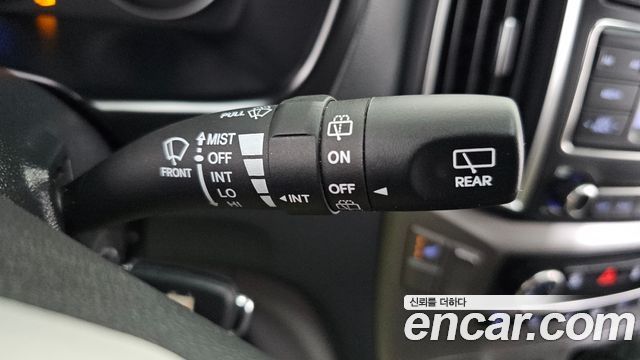 PULL
MIST
OFF
INT
LO
HI
FRONT
INT
ON
OFF
REAR
신뢰를 더하다
encar.com